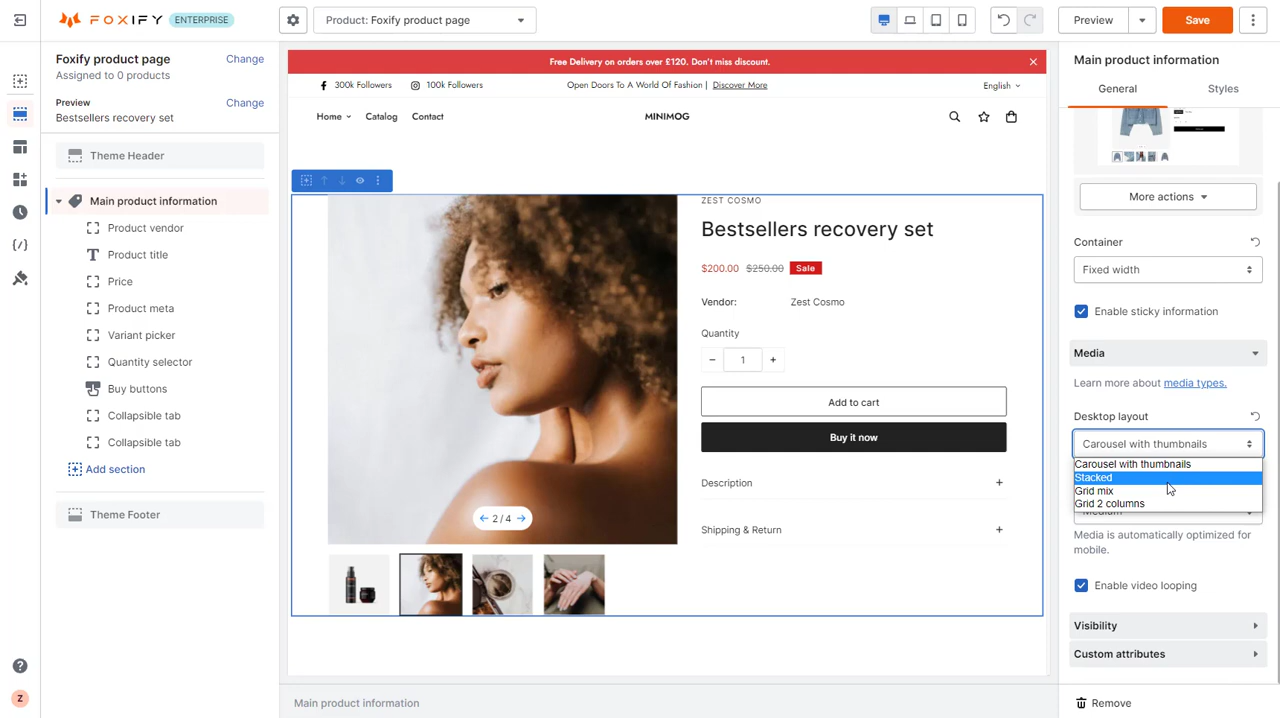 FOXIFY ENTERPRISE
Product: Foxify product page
Preview
Save
Foxify product page
Change
Assigned to 0 products
Preview
Change
Bestsellers recovery set
Theme Header
Main product information
Product vendor
Product title
Price
Product meta
Variant picker
Quantity selector
Buy buttons
Collapsible tab
Collapsible tab
Add section
Theme Footer
Z
Free Delivery on orders over £120. Don't miss discount.
300k Followers
100k Followers
Open Doors To A World Of Fashion | Discover More
English
Home
Catalog
Contact
MINIMOG
ZEST COSMO
Bestsellers recovery set
$200.00 $250.00 Sale
Vendor: Zest Cosmo
Quantity
− 1 +
Add to cart
Buy it now
Description +
Shipping & Return +
2 / 4
Main product information
Main product information
General
Styles
More actions
Container
Fixed width
Enable sticky information
Media
Learn more about media types.
Desktop layout
Carousel with thumbnails
Carousel with thumbnails
Stacked
Grid mix
Grid 2 columns
Medium
Media is automatically optimized for
mobile.
Enable video looping
Visibility
Custom attributes
Remove